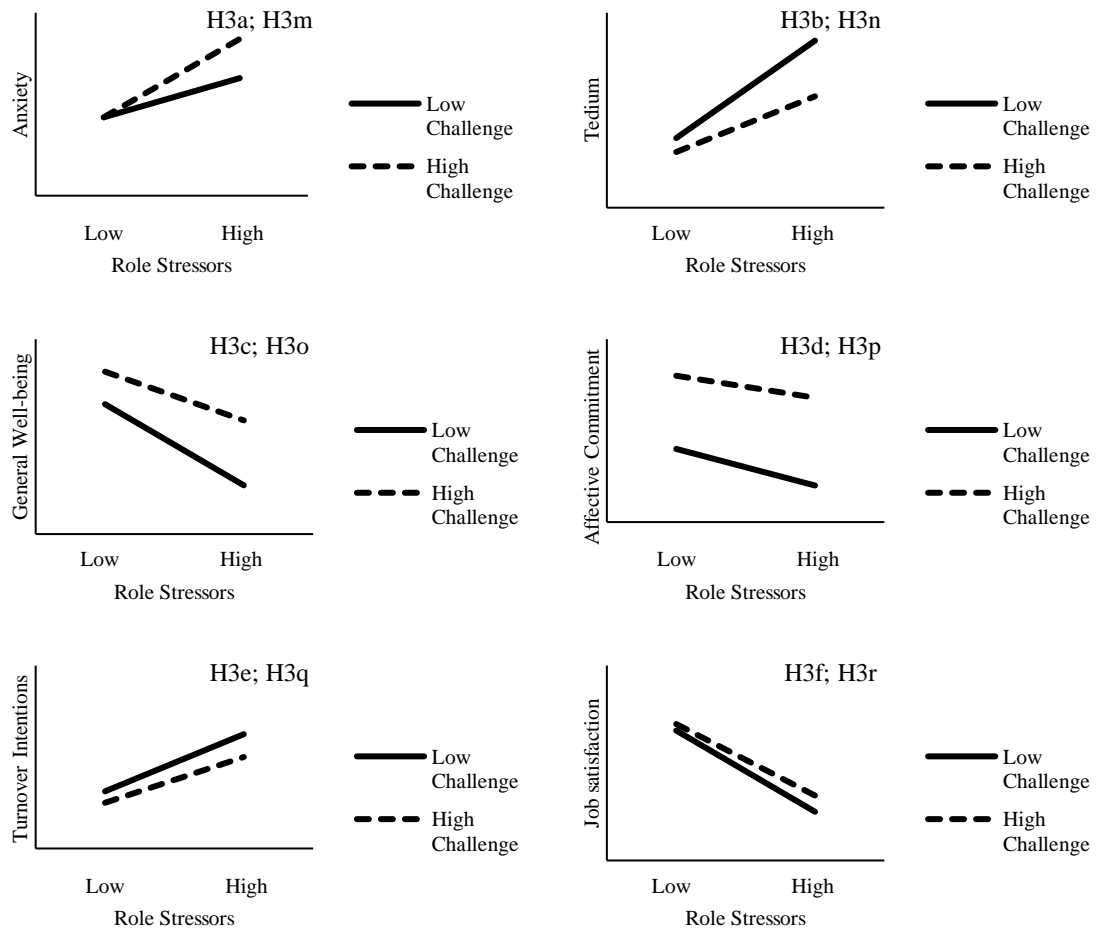 H3a; H3m
Anxiety
Low
Challenge
High
Challenge
Low
High
Role Stressors
H3b; H3n
Tedium
Low
Challenge
High
Challenge
Low
High
Role Stressors
H3c; H3o
General Well-being
Low
Challenge
High
Challenge
Low
High
Role Stressors
H3d; H3p
Affective Commitment
Low
Challenge
High
Challenge
Low
High
Role Stressors
H3e; H3q
Turnover Intentions
Low
Challenge
High
Challenge
Low
High
Role Stressors
H3f; H3r
Job satisfaction
Low
Challenge
High
Challenge
Low
High
Role Stressors